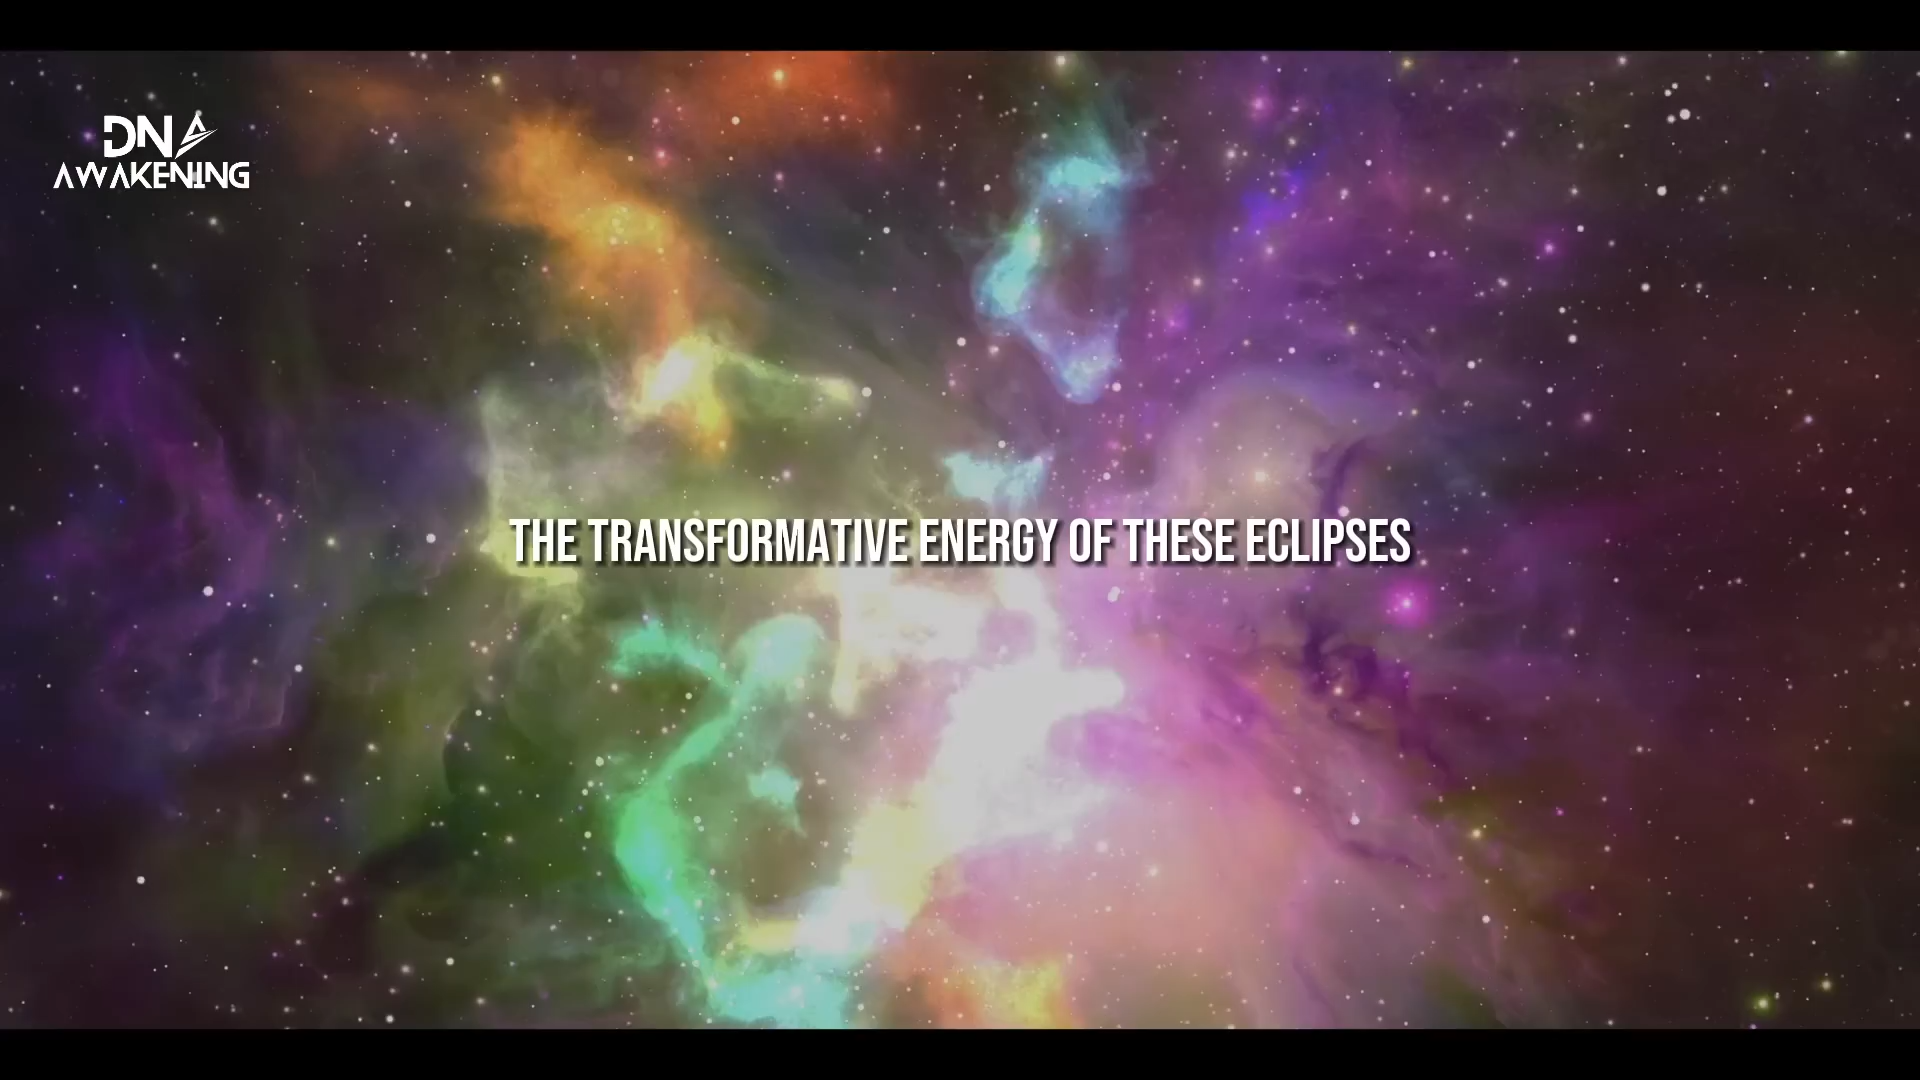 DNA
AWAKENING
THE TRANSFORMATIVE ENERGY OF THESE ECLIPSES